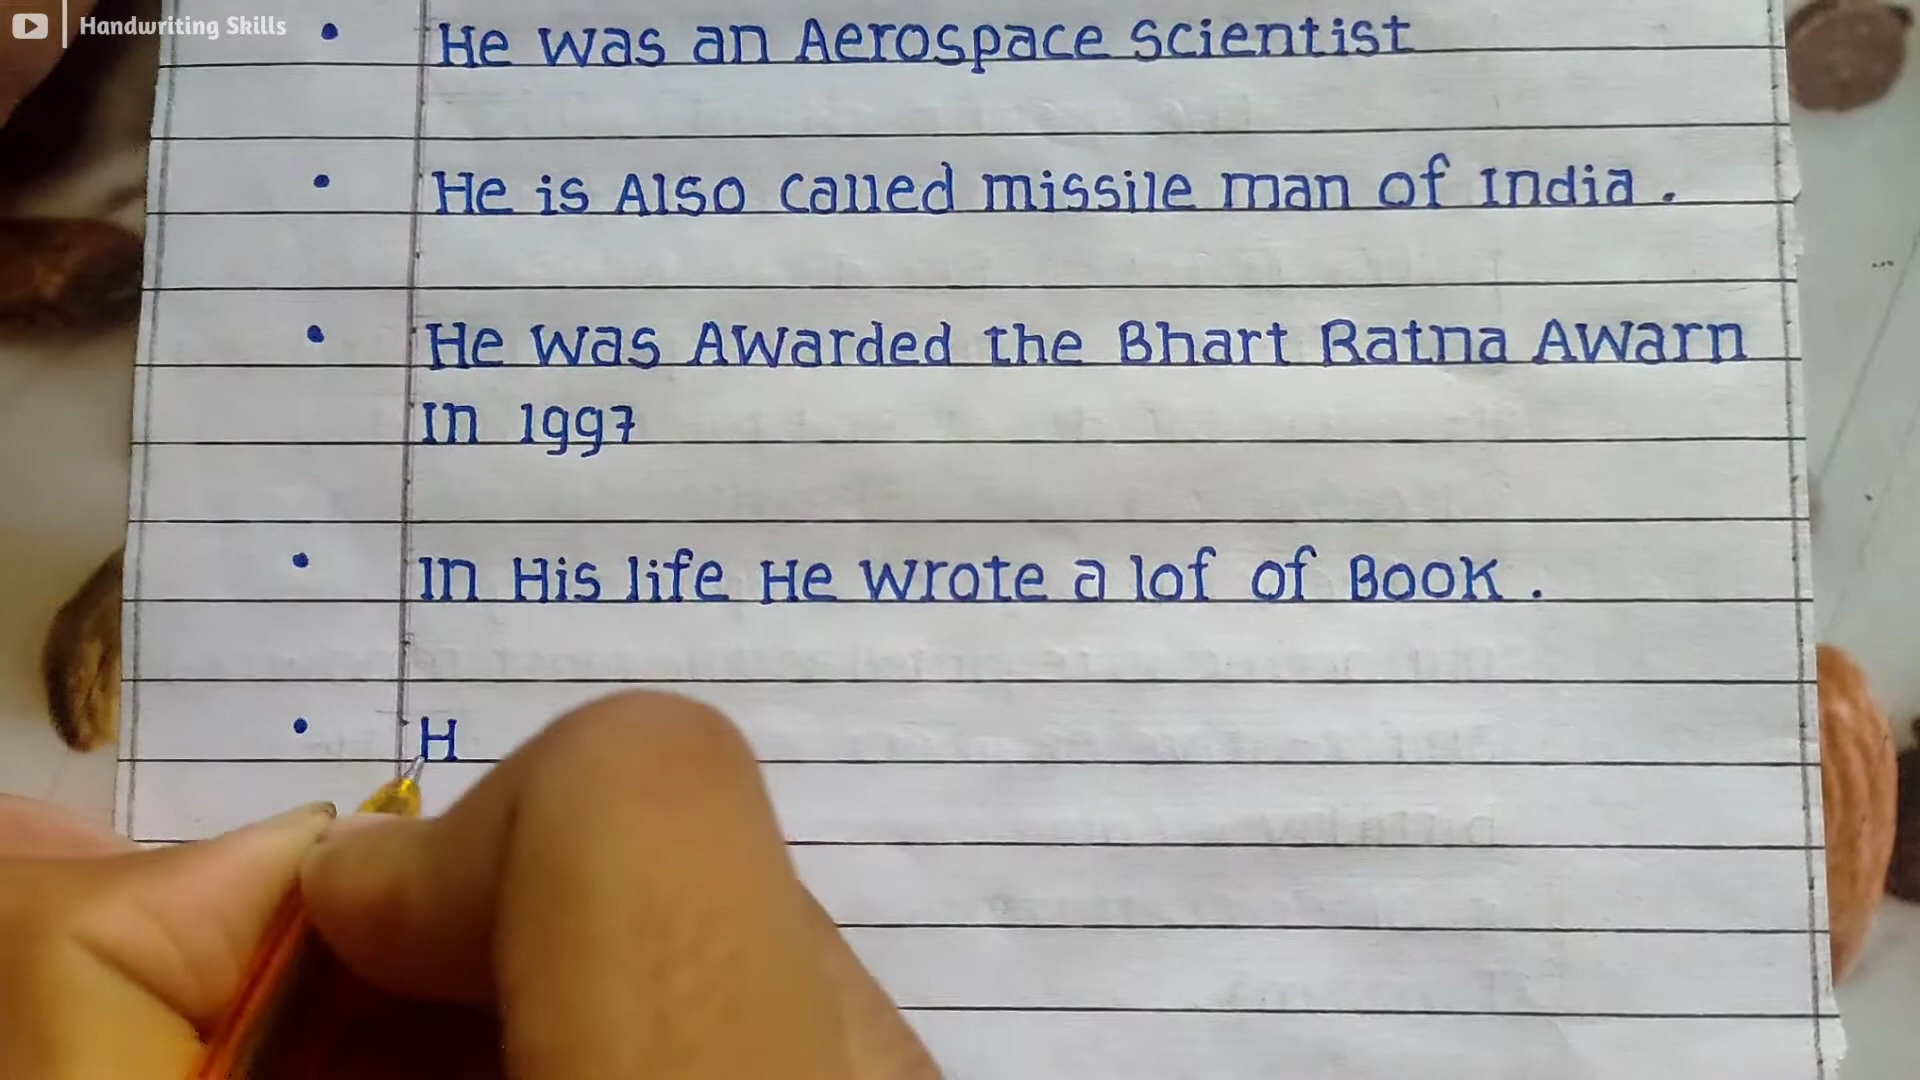 Handwriting Skills
• He was an Aerospace scientist
• He is Also called missile man of India.
• He was Awarded the Bhart Ratna Awarn
In 1997
• In His life He wrote a lof of Book.
• H